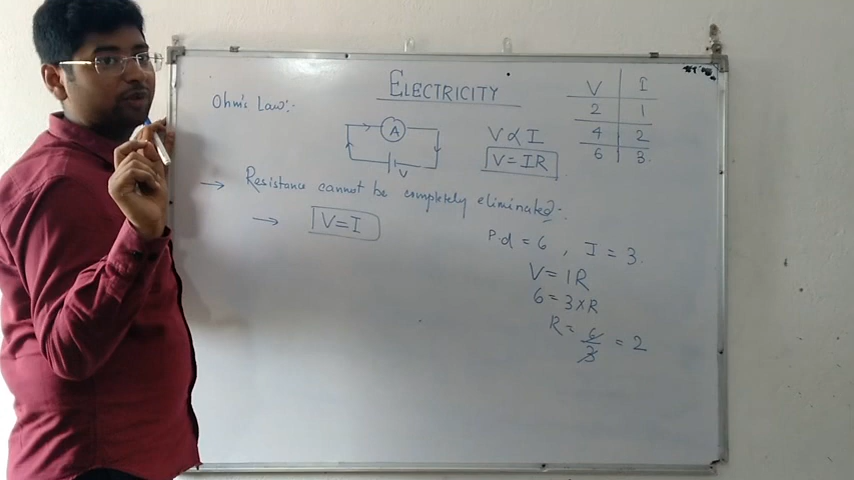 ELECTRICITY
Ohm's Law:-
A
V
V ∝ I
V = IR
V I
2 1
4 2
6 3
→ Resistance cannot be completely eliminated:-
→ V = I
P.d = 6 , I = 3.
V = IR
6 = 3 × R
R = 6/3 = 2